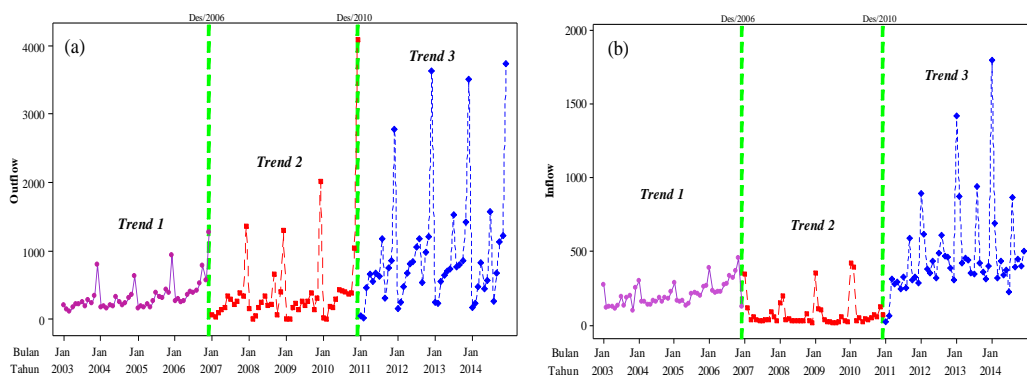 Des/2006 Des/2010
(a)
Trend 1
Trend 2
Trend 3
Outflow
4000
3000
2000
1000
0
Bulan Jan Jan Jan Jan Jan Jan Jan Jan Jan Jan Jan Jan
Tahun 2003 2004 2005 2006 2007 2008 2009 2010 2011 2012 2013 2014
Des/2006 Des/2010
(b)
Trend 1
Trend 2
Trend 3
Inflow
2000
1500
1000
500
0
Bulan Jan Jan Jan Jan Jan Jan Jan Jan Jan Jan Jan Jan
Tahun 2003 2004 2005 2006 2007 2008 2009 2010 2011 2012 2013 2014